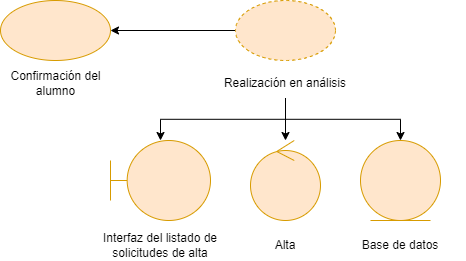 Confirmación del
alumno
Realización en análisis
Interfaz del listado de
solicitudes de alta
Alta
Base de datos